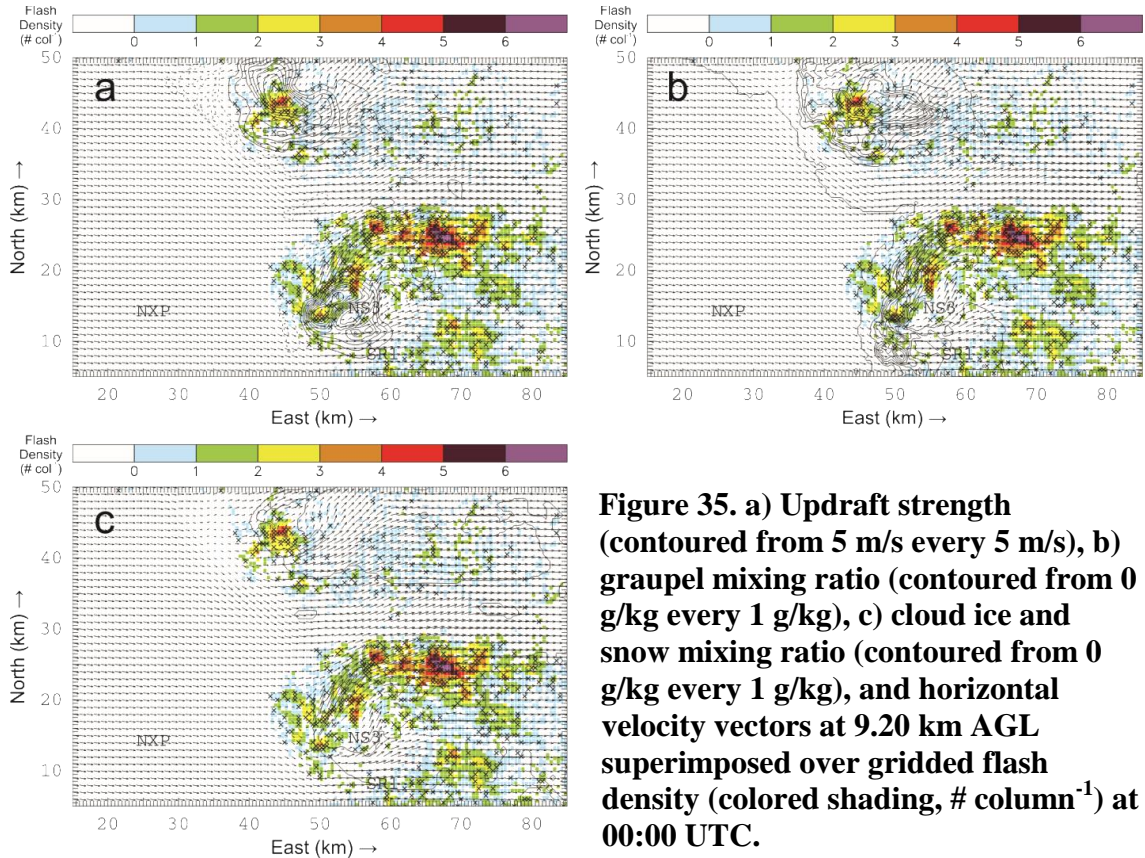 Flash
Density
(# col⁻)
0 1 2 3 4 5 6
a
50
40
30
20
10
North (km) →
NXP
NS3
SR1
20 30 40 50 60 70 80
East (km) →
Flash
Density
(# col⁻¹)
0 1 2 3 4 5 6
b
50
40
30
20
10
North (km) →
NXP
NS3
SR1
20 30 40 50 60 70 80
East (km) →
Flash
Density
(# col⁻)
0 1 2 3 4 5 6
c
50
40
30
20
10
North (km) →
NXP
NS3
SR1
20 30 40 50 60 70 80
East (km) →
Figure 35. a) Updraft strength
(contoured from 5 m/s every 5 m/s), b)
graupel mixing ratio (contoured from 0
g/kg every 1 g/kg), c) cloud ice and
snow mixing ratio (contoured from 0
g/kg every 1 g/kg), and horizontal
velocity vectors at 9.20 km AGL
superimposed over gridded flash
density (colored shading, # column⁻¹) at
00:00 UTC.